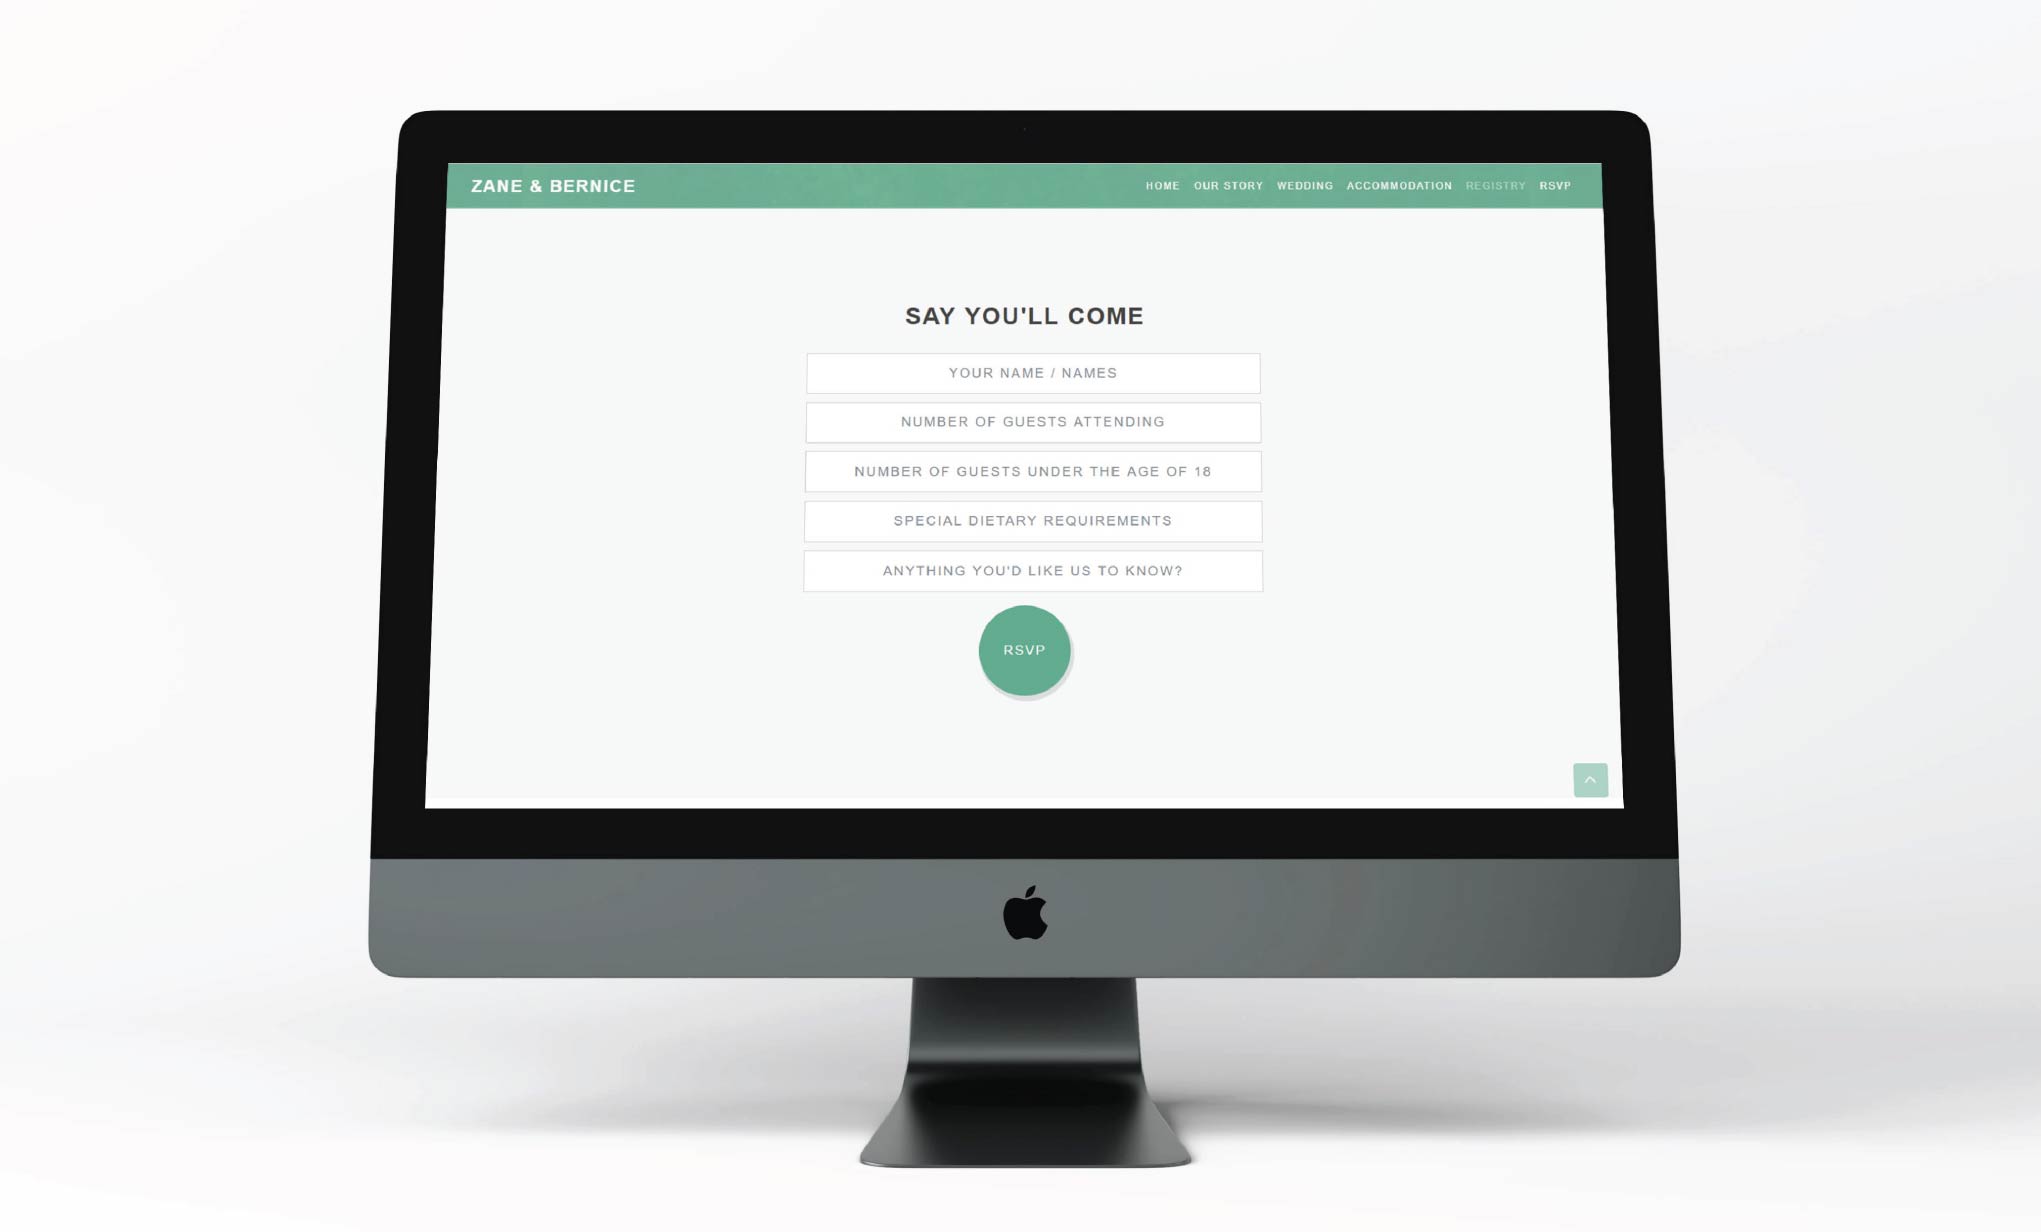 ZANE & BERNICE
HOME OUR STORY WEDDING ACCOMMODATION REGISTRY RSVP
SAY YOU'LL COME
YOUR NAME / NAMES
NUMBER OF GUESTS ATTENDING
NUMBER OF GUESTS UNDER THE AGE OF 18
SPECIAL DIETARY REQUIREMENTS
ANYTHING YOU'D LIKE US TO KNOW?
RSVP